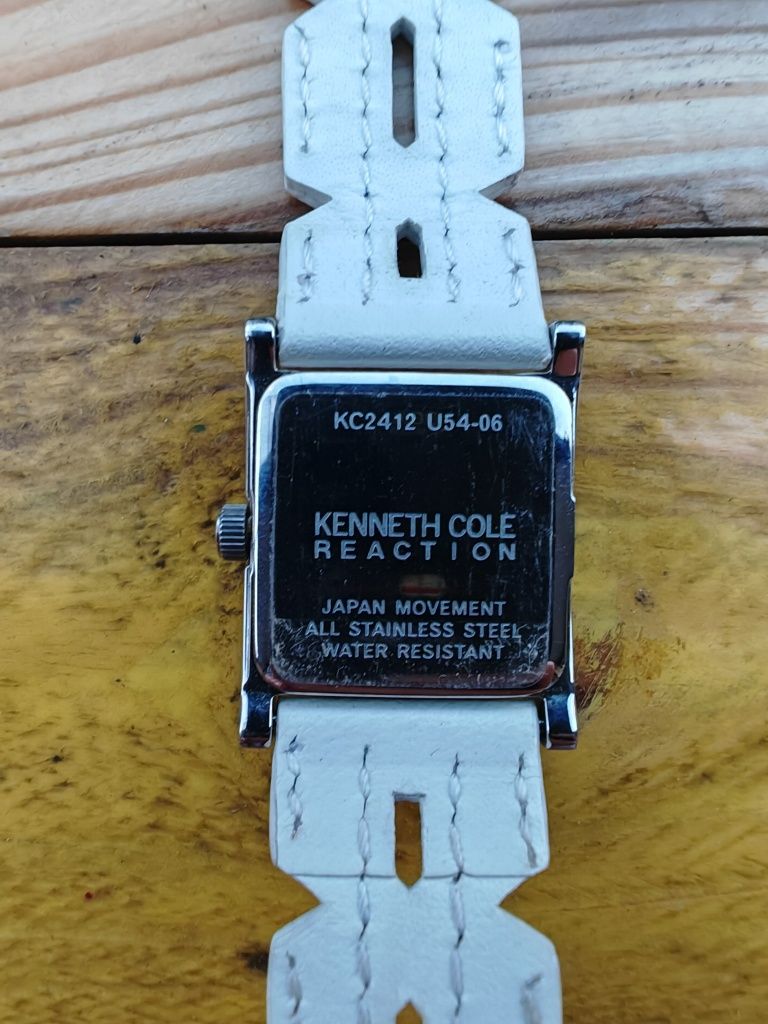 KC2412 U54-06
KENNETH COLE
REACTION
JAPAN MOVEMENT
ALL STAINLESS STEEL
WATER RESISTANT